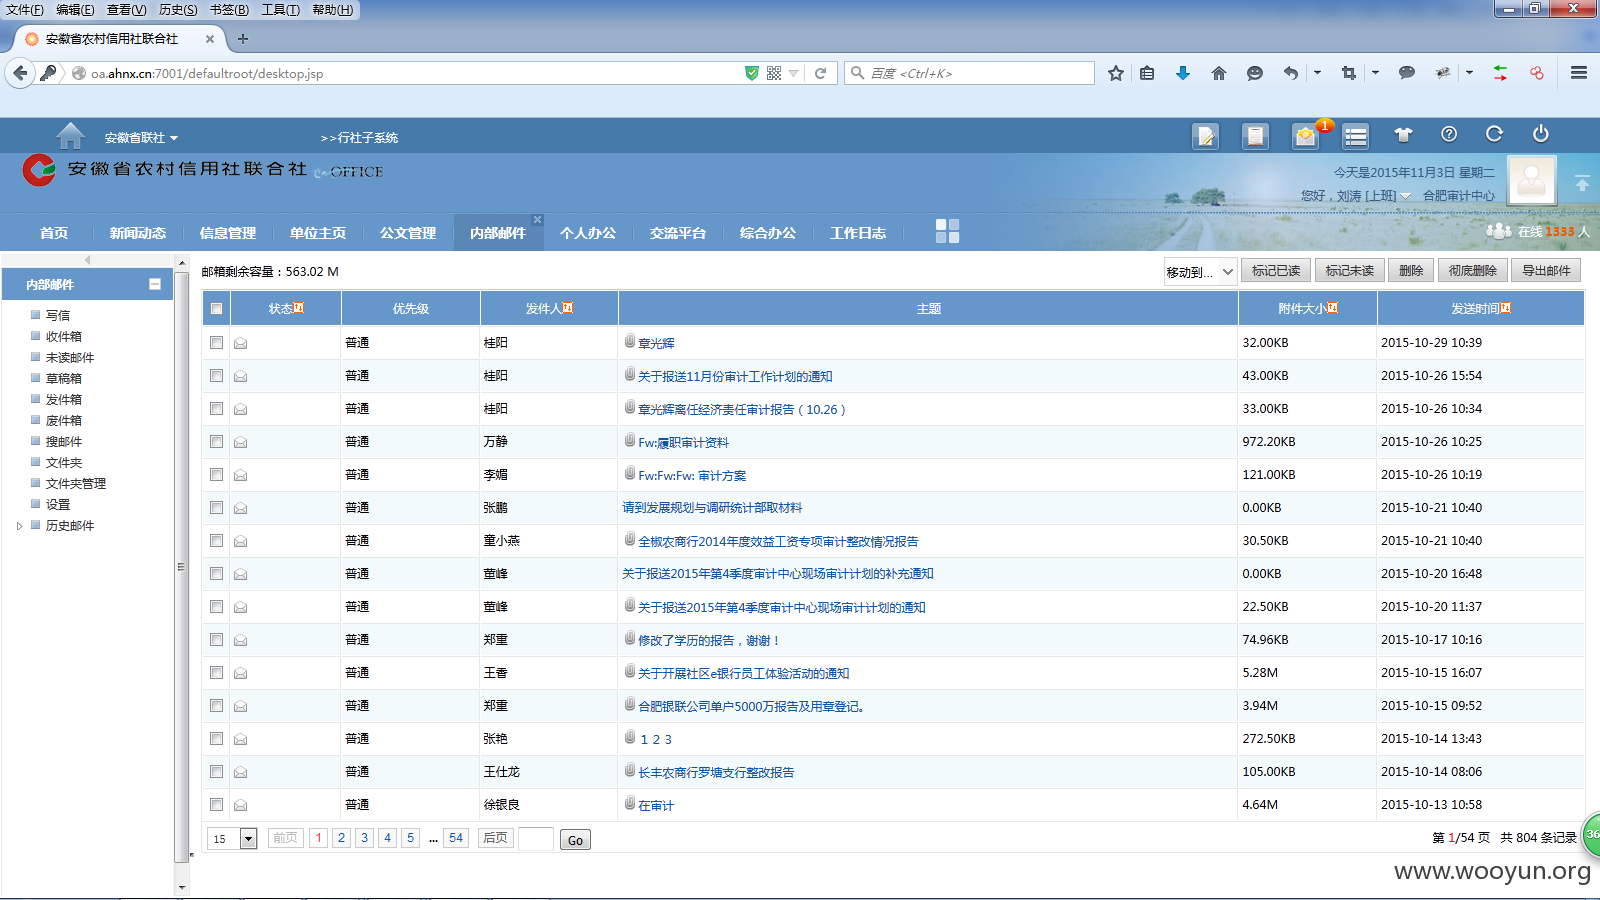 文件(F) 编辑(E) 查看(V) 历史(S) 书签(B) 工具(T) 帮助(H)
安徽省农村信用社联合社
oa.ahnx.cn:7001/defaultroot/desktop.jsp
百度 <Ctrl+K>
安徽省联社 >>行社子系统
1
安徽省农村信用社联合社 OFFICE
今天是2015年11月3日 星期二
您好，刘涛 [上班] 合肥审计中心
首页 新闻动态 信息管理 单位主页 公文管理 内部邮件 个人办公 交流平台 综合办公 工作日志
在线 1333 人
内部邮件
写信
收件箱
未读邮件
草稿箱
发件箱
废件箱
搜邮件
文件夹
文件夹管理
设置
历史邮件
邮箱剩余容量：563.02 M
移动到... 标记已读 标记未读 删除 彻底删除 导出邮件
状态 优先级 发件人 主题 附件大小 发送时间
普通 桂阳 章光辉 32.00KB 2015-10-29 10:39
普通 桂阳 关于报送11月份审计工作计划的通知 43.00KB 2015-10-26 15:54
普通 桂阳 章光辉离任经济责任审计报告（10.26） 33.00KB 2015-10-26 10:34
普通 万静 Fw:履职审计资料 972.20KB 2015-10-26 10:25
普通 李媚 Fw:Fw:Fw: 审计方案 121.00KB 2015-10-26 10:19
普通 张鹏 请到发展规划与调研统计部取材料 0.00KB 2015-10-21 10:40
普通 童小燕 全椒农商行2014年度效益工资专项审计整改情况报告 30.50KB 2015-10-21 10:40
普通 董峰 关于报送2015年第4季度审计中心现场审计计划的补充通知 0.00KB 2015-10-20 16:48
普通 董峰 关于报送2015年第4季度审计中心现场审计计划的通知 22.50KB 2015-10-20 11:37
普通 郑重 修改了学历的报告，谢谢！ 74.96KB 2015-10-17 10:16
普通 王香 关于开展社区e银行员工体验活动的通知 5.28M 2015-10-15 16:07
普通 郑重 合肥银联公司单户5000万报告及用章登记。 3.94M 2015-10-15 09:52
普通 张艳 １２３ 272.50KB 2015-10-14 13:43
普通 王仕龙 长丰农商行罗塘支行整改报告 105.00KB 2015-10-14 08:06
普通 徐银良 在审计 4.64M 2015-10-13 10:58
15 前页 1 2 3 4 5 ... 54 后页 Go
第 1/54 页 共 804 条记录
36
www.wooyun.org